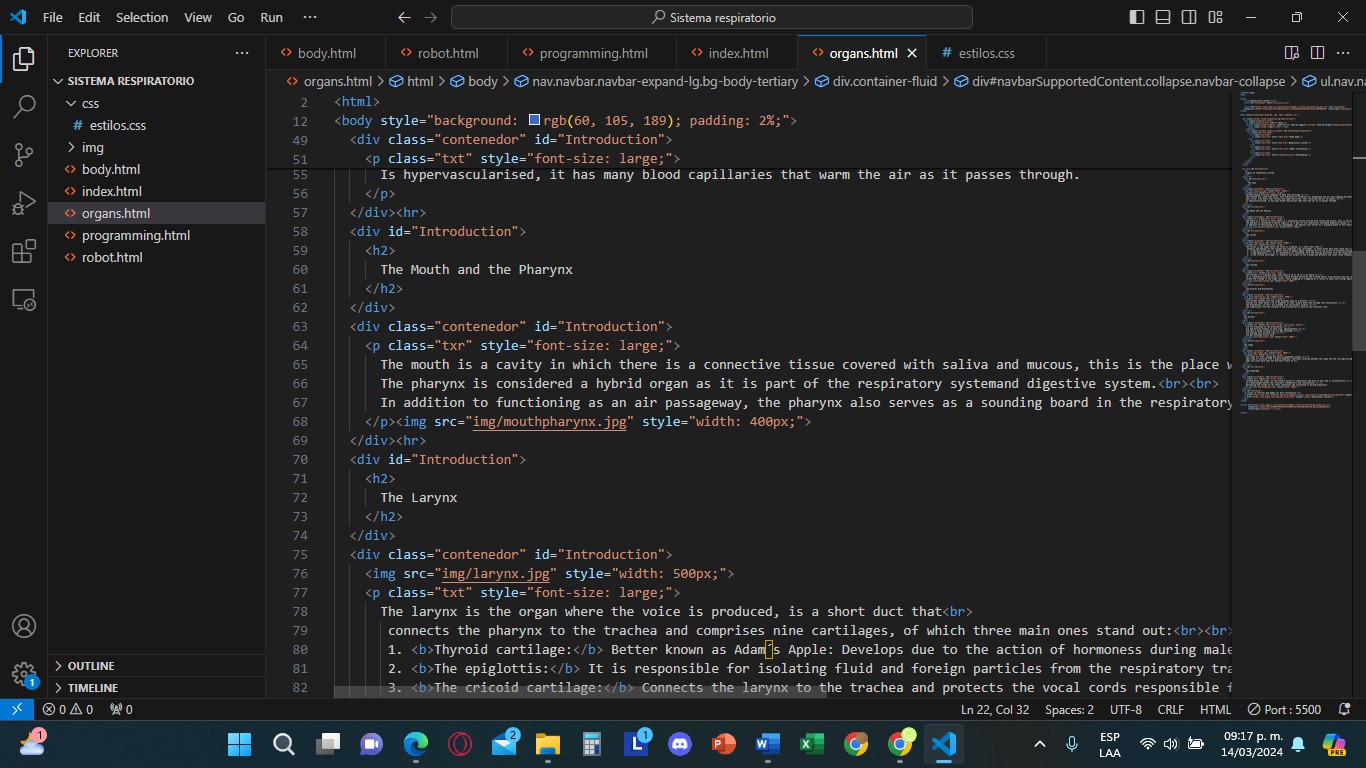 File Edit Selection View Go Run ···
Sistema respiratorio
EXPLORER
SISTEMA RESPIRATORIO
css
# estilos.css
img
body.html
index.html
organs.html
programming.html
robot.html
OUTLINE
TIMELINE
body.html robot.html programming.html index.html organs.html # estilos.css
organs.html > html > body > nav.navbar.navbar-expand-lg.bg-body-tertiary > div.container-fluid > div#navbarSupportedContent.collapse.navbar-collapse > ul.nav.na
2 <html>
12 <body style="background: rgb(60, 105, 189); padding: 2%;">
49 <div class="contenedor" id="Introduction">
51 <p class="txt" style="font-size: large;">
55 Is hypervascularised, it has many blood capillaries that warm the air as it passes through.
56 </p>
57 </div><hr>
58 <div id="Introduction">
59 <h2>
60 The Mouth and the Pharynx
61 </h2>
62 </div>
63 <div class="contenedor" id="Introduction">
64 <p class="txr" style="font-size: large;">
65 The mouth is a cavity in which there is a connective tissue covered with saliva and mucous, this is the place w
66 The pharynx is considered a hybrid organ as it is part of the respiratory systemand digestive system.<br><br>
67 In addition to functioning as an air passageway, the pharynx also serves as a sounding board in the respiratory
68 </p><img src="img/mouthpharynx.jpg" style="width: 400px;">
69 </div><hr>
70 <div id="Introduction">
71 <h2>
72 The Larynx
73 </h2>
74 </div>
75 <div class="contenedor" id="Introduction">
76 <img src="img/larynx.jpg" style="width: 500px;">
77 <p class="txt" style="font-size: large;">
78 The larynx is the organ where the voice is produced, is a short duct that<br>
79 connects the pharynx to the trachea and comprises nine cartilages, of which three main ones stand out:<br><br>
80 1. <b>Thyroid cartilage:</b> Better known as Adam´s Apple: Develops due to the action of hormoness during male
81 2. <b>The epiglottis:</b> It is responsible for isolating fluid and foreign particles from the respiratory tra
82 3. <b>The cricoid cartilage:</b> Connects the larynx to the trachea and protects the vocal cords responsible f
0 0 0 Ln 22, Col 32 Spaces: 2 UTF-8 CRLF HTML Port : 5500
1
1 2 1
ESP
LAA
09:17 p. m.
14/03/2024
PRE